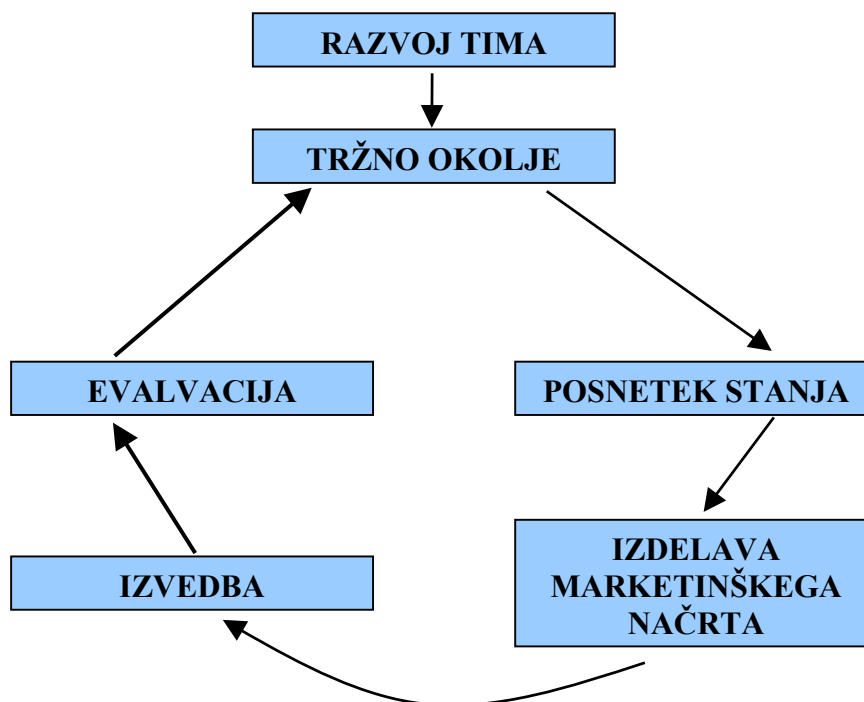 RAZVOJ TIMA
TRŽNO OKOLJE
EVALVACIJA
POSNETEK STANJA
IZVEDBA
IZDELAVA
MARKETINŠKEGA
NAČRTA